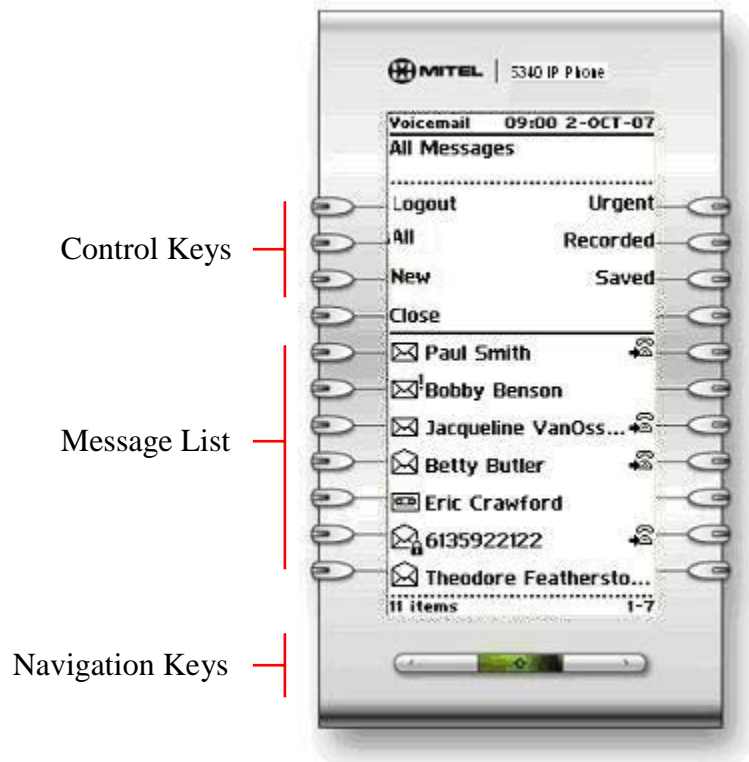 MITEL | 5340 IP Phone
Voicemail 09:00 2-OCT-07
All Messages
Logout Urgent
Control Keys
All Recorded
New Saved
Close
Paul Smith
! Bobby Benson
Message List
Jacqueline VanOss...
Betty Butler
Eric Crawford
6135922122
Theodore Feathersto...
11 items 1-7
Navigation Keys